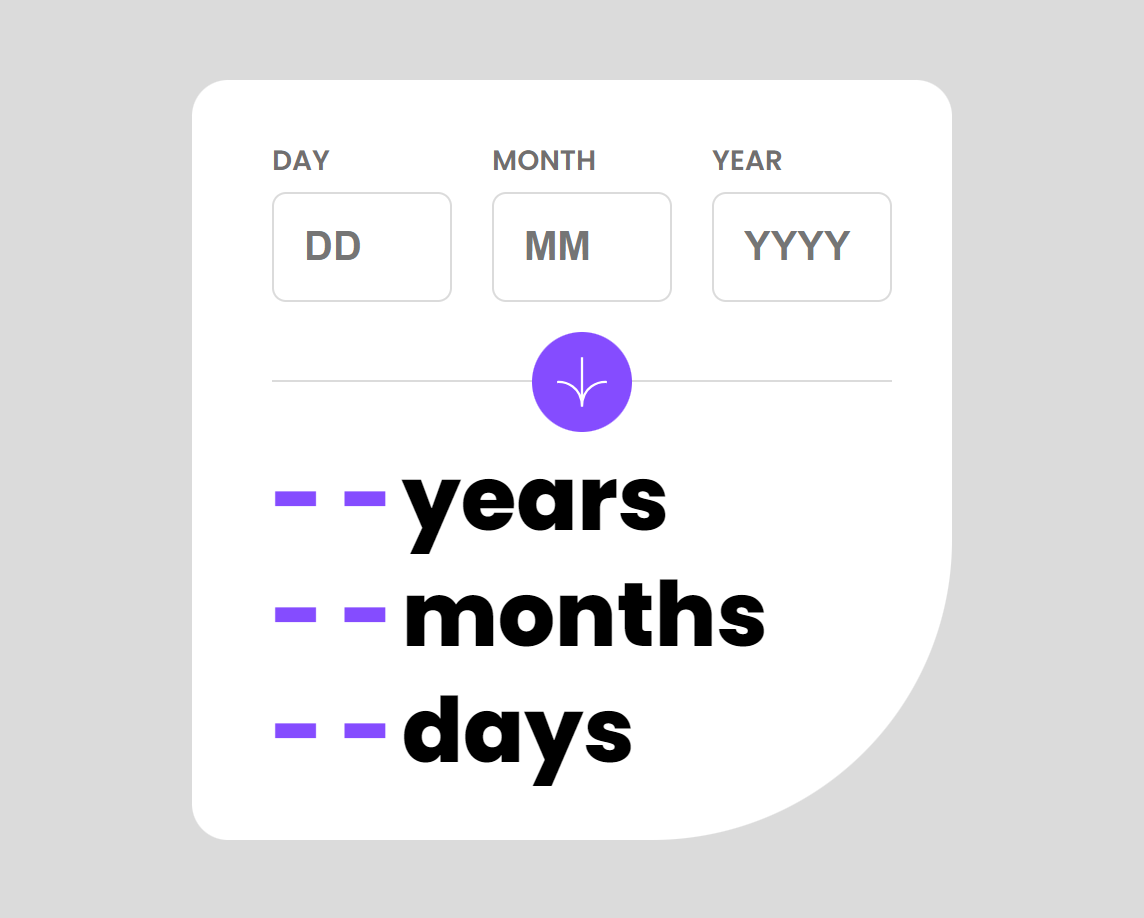 DAY MONTH YEAR
DD MM YYYY
- - years
- - months
- - days